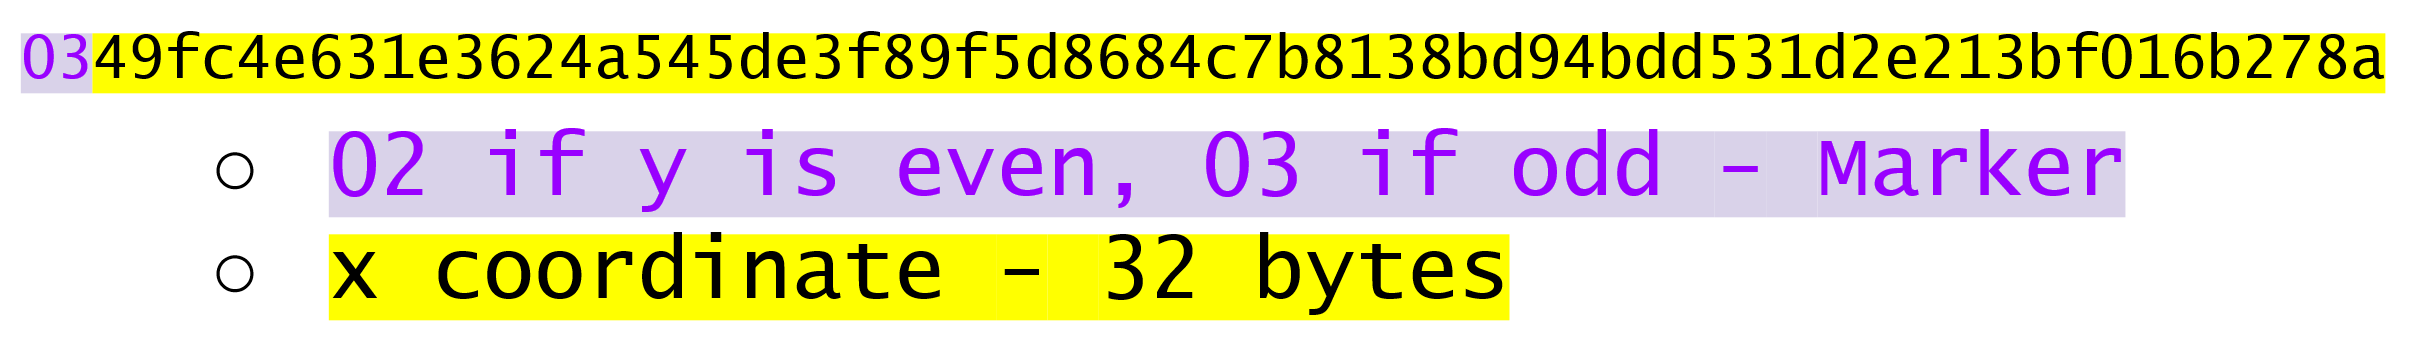 0349fc4e631e3624a545de3f89f5d8684c7b8138bd94bdd531d2e213bf016b278a
02 if y is even, 03 if odd - Marker
x coordinate - 32 bytes